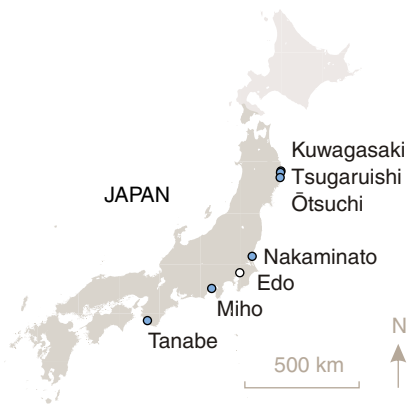 Kuwagasaki
Tsugaruishi
Ōtsuchi
JAPAN
Nakaminato
Edo
Miho
Tanabe
500 km
N